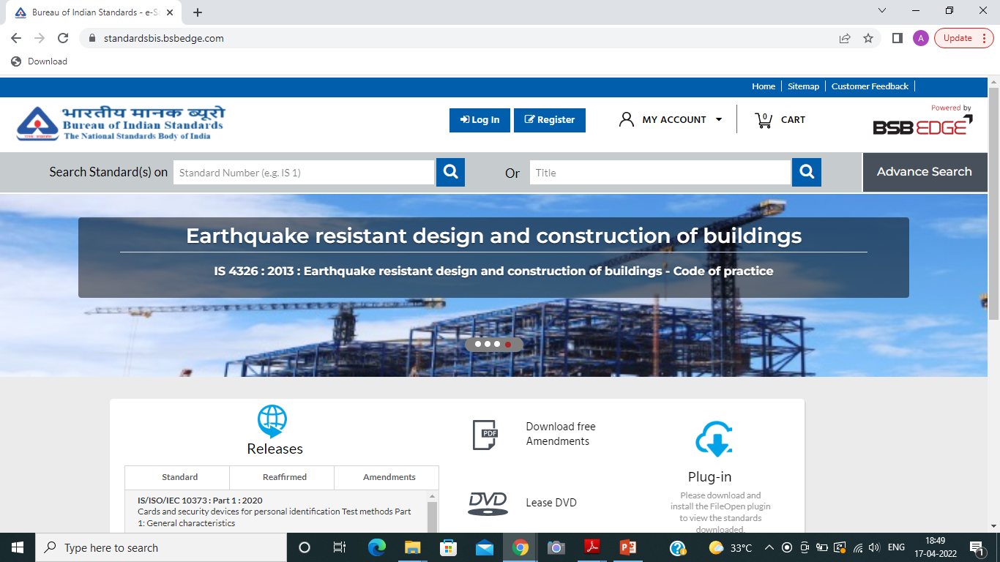 Bureau of Indian Standards - e-S
standardsbis.bsbedge.com
A
Update
Download
Home
Sitemap
Customer Feedback
भारतीय मानक ब्यूरो
Bureau of Indian Standards
The National Standards Body of India
Log In
Register
MY ACCOUNT
0
CART
Powered by
BSB EDGE
Search Standard(s) on
Standard Number (e.g. IS 1)
Or
Title
Advance Search
Earthquake resistant design and construction of buildings
IS 4326 : 2013 : Earthquake resistant design and construction of buildings - Code of practice
Releases
Standard
Reaffirmed
Amendments
IS/ISO/IEC 10373 : Part 1 : 2020
Cards and security devices for personal identification Test methods Part
1: General characteristics
PDF
Download free
Amendments
DVD
Lease DVD
Plug-in
Please download and
install the FileOpen plugin
to view the standards
downloaded.
Type here to search
33°C
ENG
18:49
17-04-2022
1